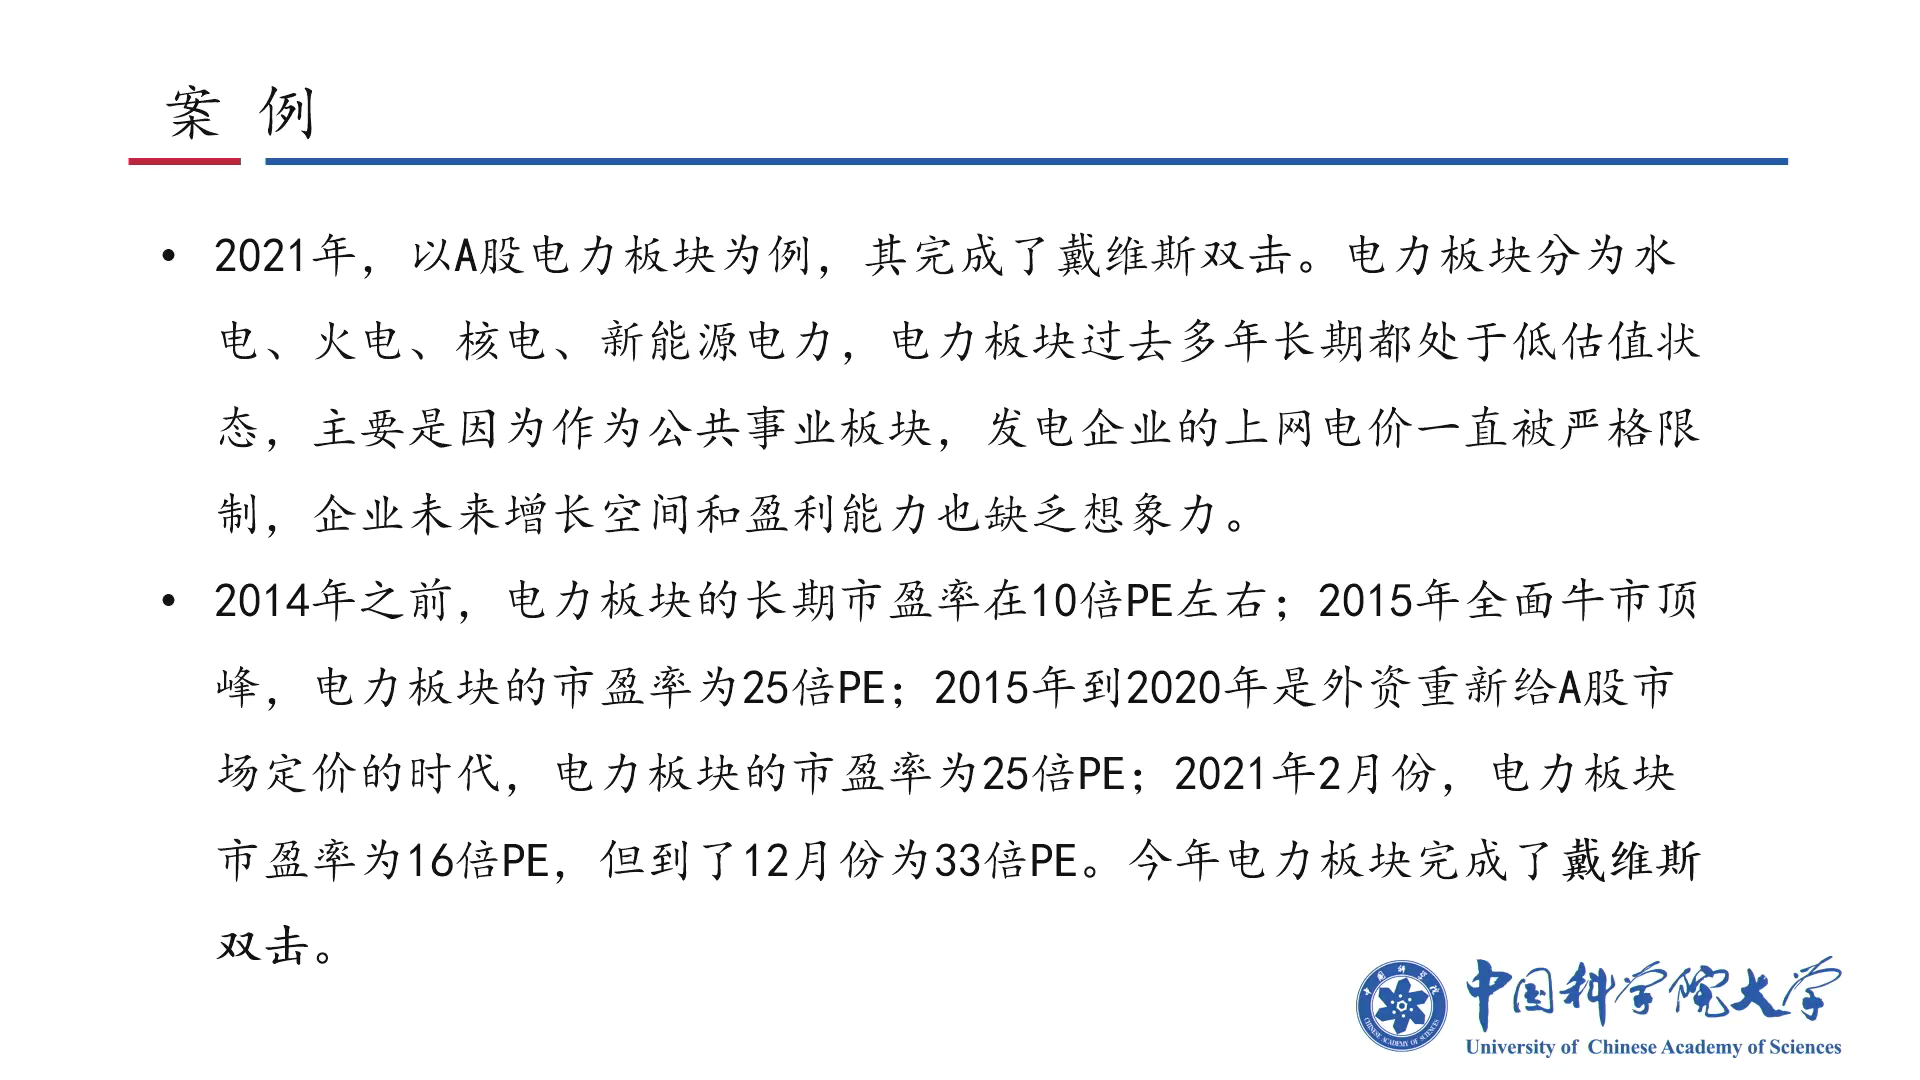 案 例
• 2021年，以A股电力板块为例，其完成了戴维斯双击。电力板块分为水
电、火电、核电、新能源电力，电力板块过去多年长期都处于低估值状
态，主要是因为作为公共事业板块，发电企业的上网电价一直被严格限
制，企业未来增长空间和盈利能力也缺乏想象力。
• 2014年之前，电力板块的长期市盈率在10倍PE左右；2015年全面牛市顶
峰，电力板块的市盈率为25倍PE；2015年到2020年是外资重新给A股市
场定价的时代，电力板块的市盈率为25倍PE；2021年2月份，电力板块
市盈率为16倍PE，但到了12月份为33倍PE。今年电力板块完成了戴维斯
双击。
中国科学院大学
University of Chinese Academy of Sciences
中国科学院
CHINESE ACADEMY OF SCIENCES